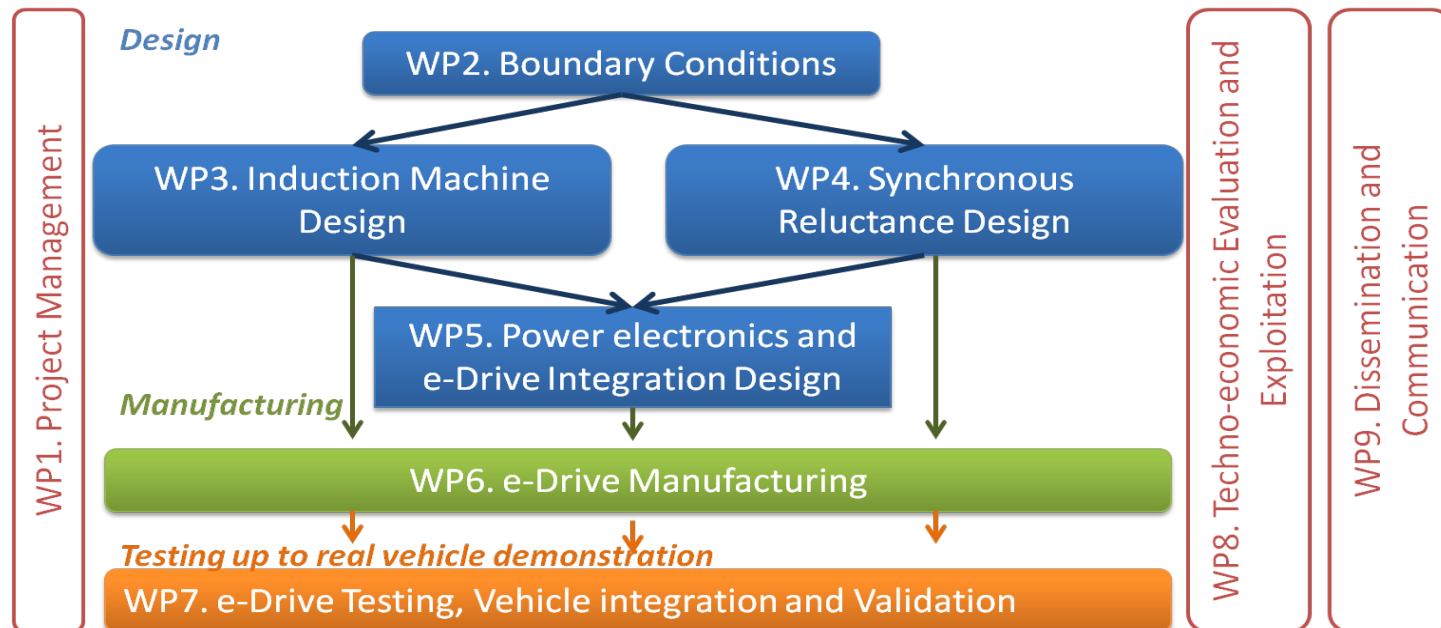 WP1. Project Management
Design
WP2. Boundary Conditions
WP3. Induction Machine
Design
WP4. Synchronous
Reluctance Design
WP5. Power electronics and
e-Drive Integration Design
Manufacturing
WP6. e-Drive Manufacturing
Testing up to real vehicle demonstration
WP7. e-Drive Testing, Vehicle integration and Validation
WP8. Techno-economic Evaluation and
Exploitation
WP9. Dissemination and
Communication